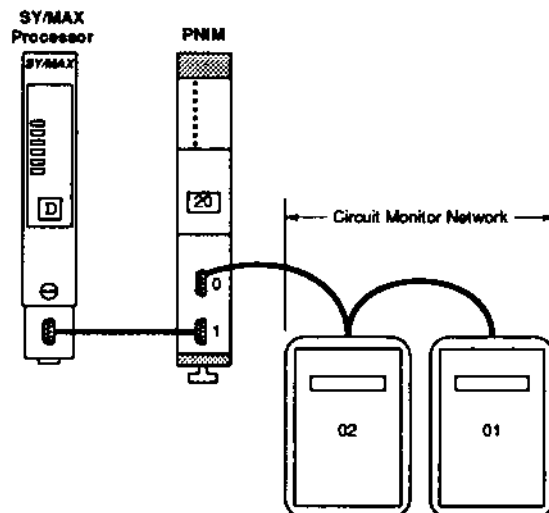 SY/MAX
Processor
PNIM
SY/MAX
D
20
Circuit Monitor Network
0
1
02
01